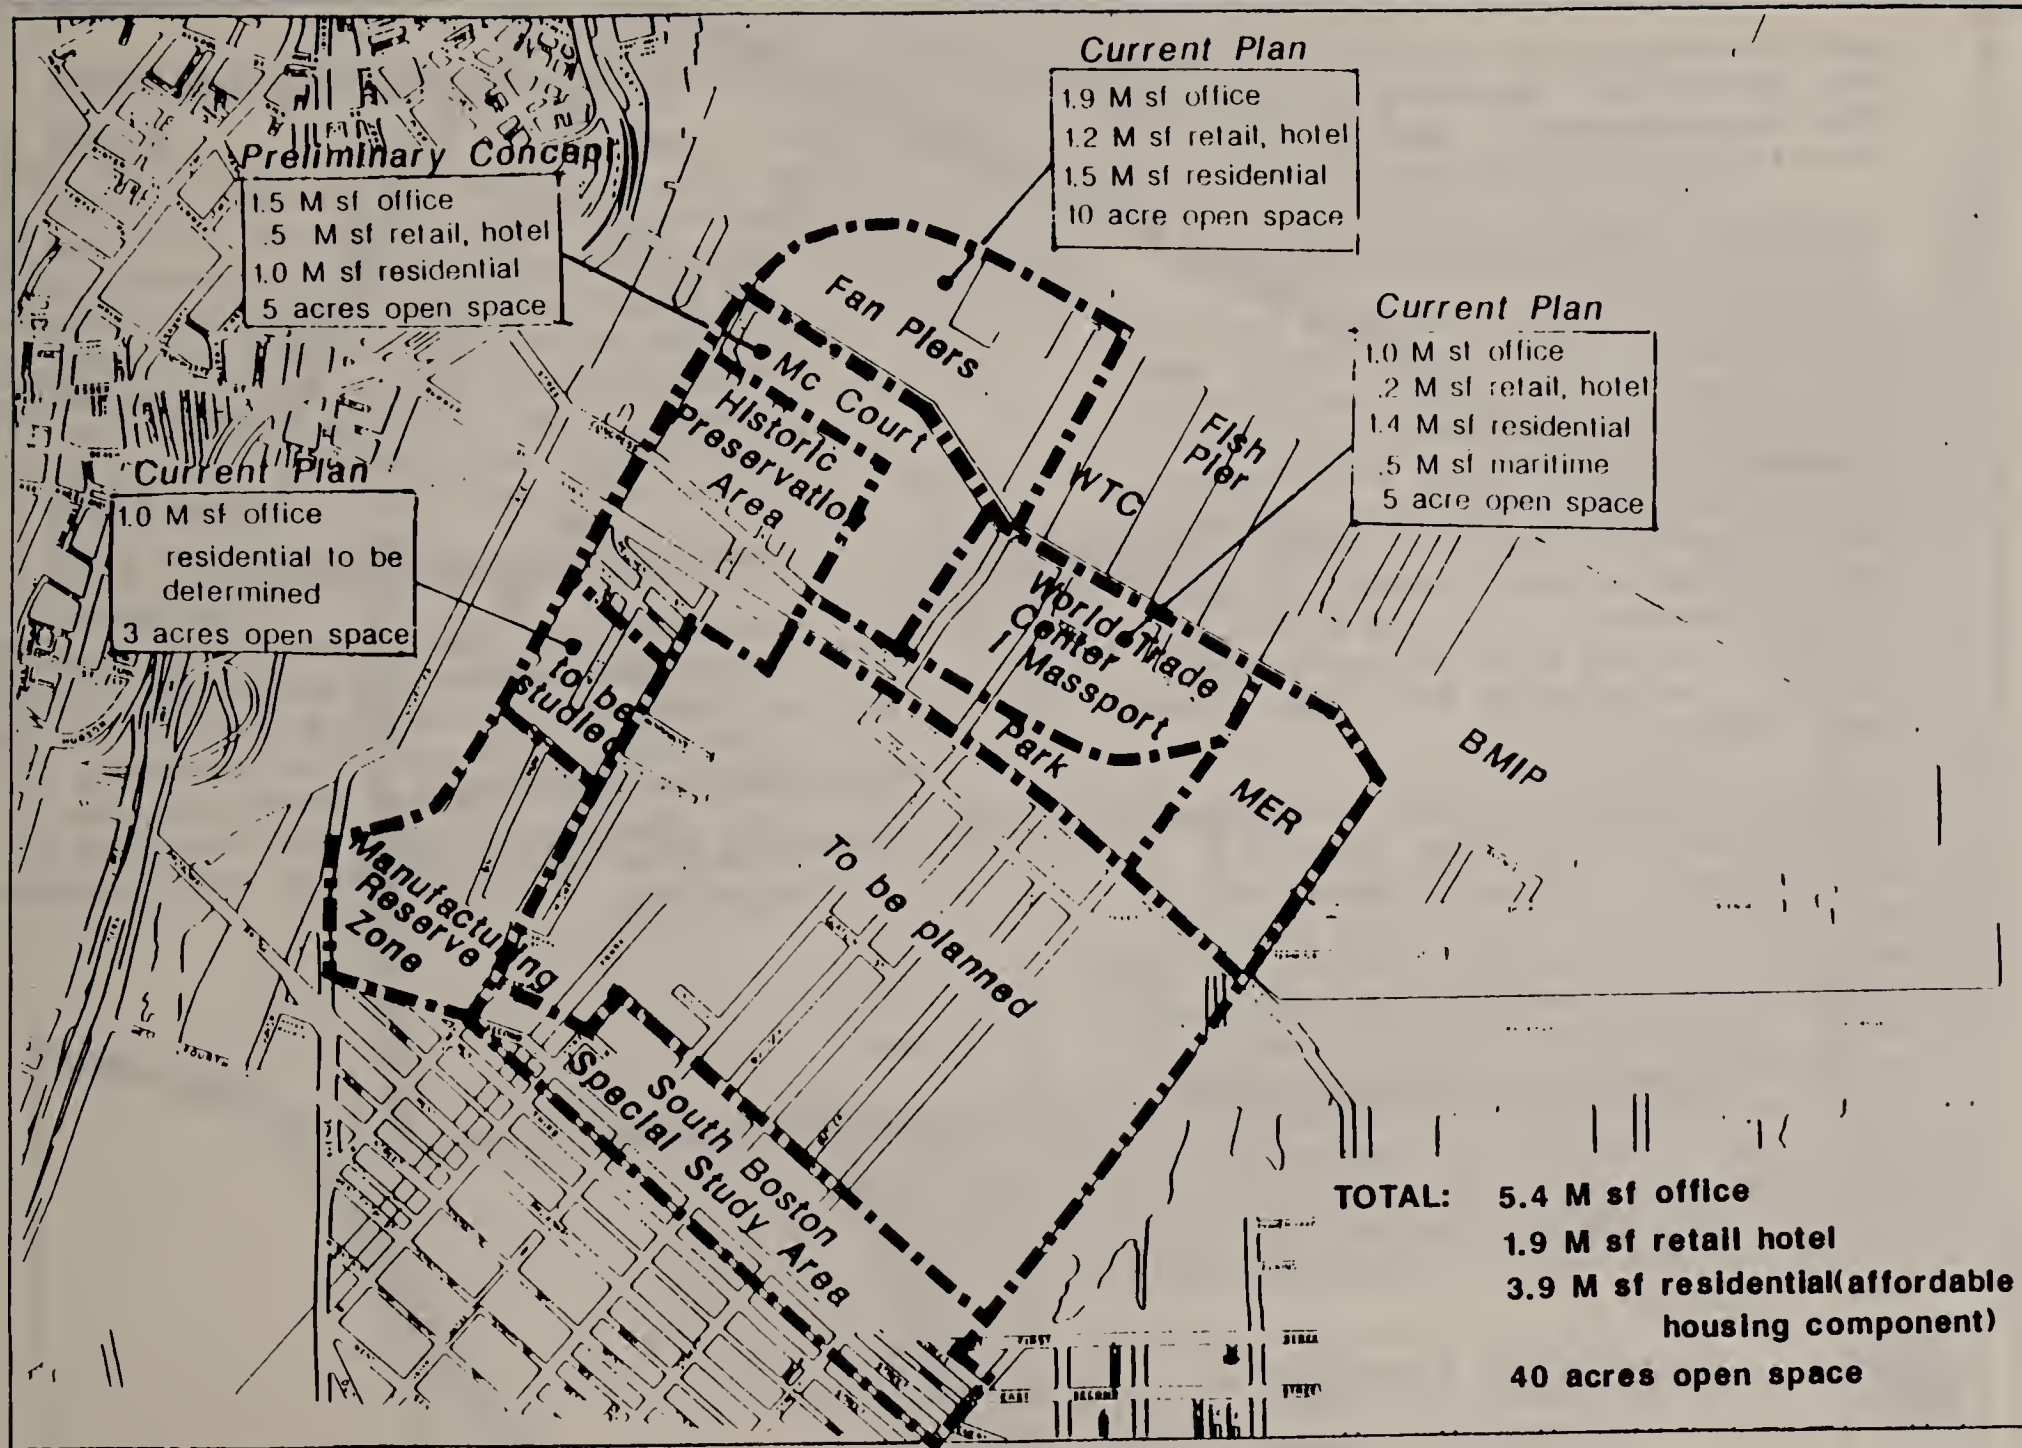 Current Plan
1.9 M sf office
1.2 M sf retail, hotel
1.5 M sf residential
10 acre open space
Preliminary Concept
1.5 M sf office
.5 M sf retail, hotel
1.0 M sf residential
5 acres open space
Current Plan
1.0 M sf office
.2 M sf retail, hotel
1.4 M sf residential
.5 M sf maritime
5 acre open space
Current Plan
1.0 M sf office
residential to be
determined
3 acres open space
Fan Piers
Mc Court
Historic
Preservation
Area
WTC
Fish
Pier
World Trade
Center
/ Massport
Park
MER
BMIP
to be
studied
To be planned
Manufacturing
Reserve
Zone
South Boston
Special Study Area
FOURTH
FIRST
EAST
SECOND
STREET
TOTAL: 5.4 M sf office
1.9 M sf retail hotel
3.9 M sf residential(affordable
housing component)
40 acres open space